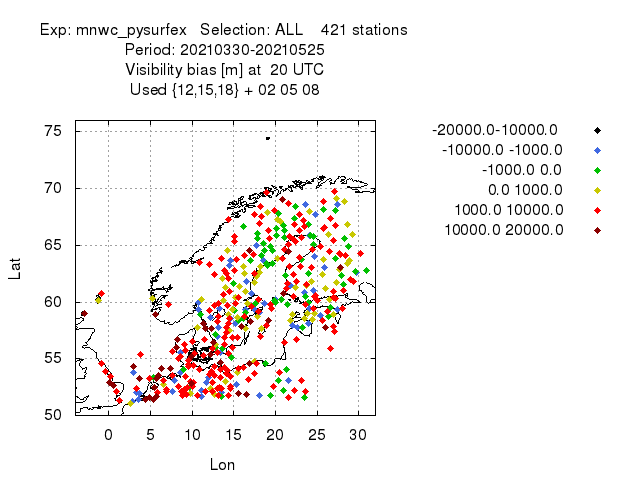 Exp: mnwc_pysurfex   Selection: ALL    421 stations
Period: 20210330-20210525
Visibility bias [m] at  20 UTC
Used {12,15,18} + 02 05 08
-20000.0-10000.0
-10000.0 -1000.0
-1000.0 0.0
0.0 1000.0
1000.0 10000.0
10000.0 20000.0
75
70
65
60
55
50
Lat
0 5 10 15 20 25 30
Lon